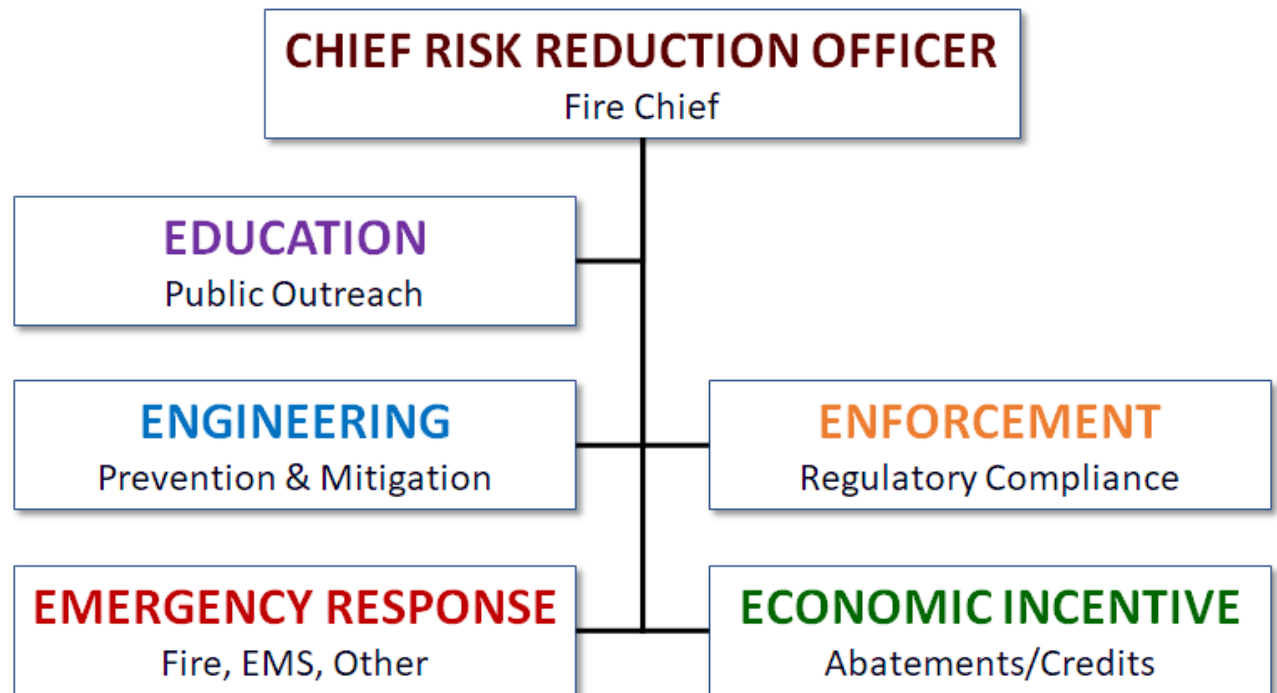 CHIEF RISK REDUCTION OFFICER
Fire Chief
EDUCATION
Public Outreach
ENGINEERING
Prevention & Mitigation
ENFORCEMENT
Regulatory Compliance
EMERGENCY RESPONSE
Fire, EMS, Other
ECONOMIC INCENTIVE
Abatements/Credits